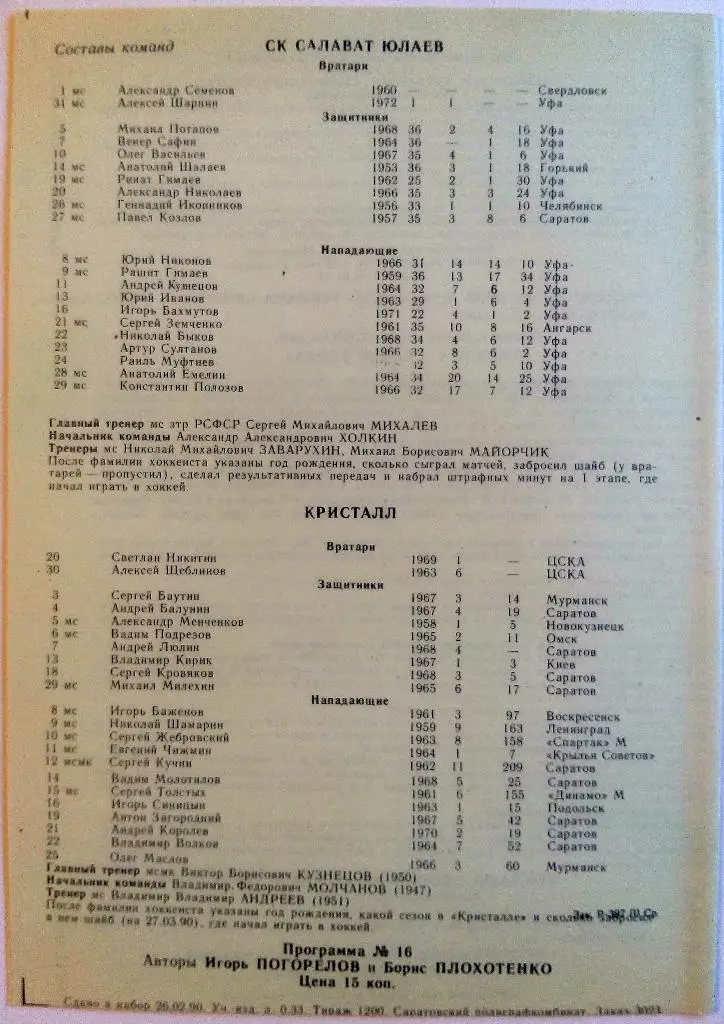 Составы команд СК САЛАВАТ ЮЛАЕВ
Вратари
1 мс Александр Семенов 1960 — — — — Свердловск
31 мс Алексей Шарнин 1972 1 1 — — Уфа
Защитники
5 Михаил Потапов 1968 36 2 4 16 Уфа
7 Венер Сафин 1964 36 — 1 18 Уфа
10 Олег Васильев 1967 35 4 1 6 Уфа
14 мс Анатолий Шалаев 1953 36 3 1 18 Горький
19 мс Ринат Гимаев 1962 25 2 1 30 Уфа
20 Александр Николаев 1966 35 3 3 24 Уфа
26 мс Геннадий Иконников 1956 33 1 1 10 Челябинск
27 мс Павел Козлов 1957 35 3 8 6 Саратов
Нападающие
8 мс Юрий Никонов 1966 31 14 14 10 Уфа
9 мс Рашит Гимаев 1959 36 13 17 34 Уфа
11 Андрей Кузнецов 1964 32 7 6 12 Уфа
13 Юрий Иванов 1963 29 1 6 4 Уфа
16 Игорь Бахмутов 1971 22 4 1 2 Уфа
21 мс Сергей Земченко 1961 35 10 8 16 Ангарск
22 Николай Быков 1968 34 4 6 12 Уфа
23 Артур Султанов 1966 32 8 6 2 Уфа
24 Раиль Муфтиев 3 5 10 Уфа
28 мс Анатолий Емелин 1964 34 20 14 25 Уфа
29 мс Константин Полозов 1966 32 17 7 12 Уфа
Главный тренер мс зтр РСФСР Сергей Михайлович МИХАЛЕВ
Начальник команды Александр Александрович ХОЛКИН
Тренеры мс Николай Михайлович ЗАВАРУХИН, Михаил Борисович МАЙОРЧИК
После фамилии хоккеиста указаны год рождения, сколько сыграл матчей, забросил шайб (у вра-
тарей — пропустил), сделал результативных передач и набрал штрафных минут на 1 этапе, где
начал играть в хоккей.
КРИСТАЛЛ
Вратари
20 Светлан Никитин 1969 1 — ЦСКА
30 Алексей Щеблинов 1963 6 — ЦСКА
Защитники
3 Сергей Баутин 1967 3 14 Мурманск
4 Андрей Балунин 1967 4 19 Саратов
5 мс Александр Менченков 1958 1 5 Новокузнецк
6 мс Вадим Подрезов 1965 2 11 Омск
7 Андрей Люлин 1968 4 — Саратов
13 Владимир Кирик 1967 1 3 Киев
18 Сергей Кровяков 1968 3 5 Саратов
29 мс Михаил Милехин 1965 6 17 Саратов
Нападающие
8 мс Игорь Баженов 1961 3 97 Воскресенск
9 мс Николай Шамарин 1959 9 163 Ленинград
10 мс Сергей Жебровский 1963 8 158 «Спартак» М
11 мс Евгений Чижмин 1964 1 7 «Крылья Советов»
12 мсмк Сергей Кучин 1962 11 209 Саратов
14 Вадим Молотилов 1968 5 25 Саратов
15 мс Сергей Толстых 1961 6 155 «Динамо» М
16 Игорь Синицын 1963 1 15 Подольск
19 Антон Загородний 1967 5 42 Саратов
21 Андрей Королев 1970 2 19 Саратов
22 Владимир Волков 1964 7 52 Саратов
25 Олег Маслов 1966 3 60 Мурманск
Главный тренер мсмк Виктор Борисович КУЗНЕЦОВ (1950)
Начальник команды Владимир Федорович МОЛЧАНОВ (1947)
Тренер мс Владимир Владимир АНДРЕЕВ (1951)
После фамилии хоккеиста указаны год рождения, какой сезон в «Кристалле» и сколько забросил
в нем шайб (на 27.03.90), где начал играть в хоккей.
Программа № 16
Авторы Игорь ПОГОРЕЛОВ и Борис ПЛОХОТЕНКО
Цена 15 коп.
Сдано в набор 26.02.90. Уч. изд. л. 0.33. Тираж 1200. Саратовский полиграфкомбинат. Заказ 3023